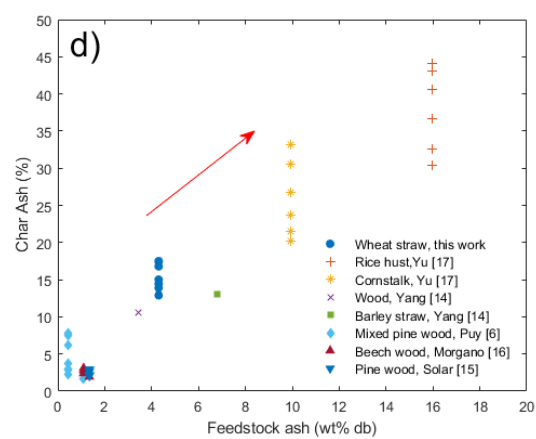 d)
50
45
40
35
30
25
20
15
10
5
0
Char Ash (%)
0 2 4 6 8 10 12 14 16 18 20
Feedstock ash (wt% db)
Wheat straw, this work
Rice hust,Yu [17]
Cornstalk, Yu [17]
Wood, Yang [14]
Barley straw, Yang [14]
Mixed pine wood, Puy [6]
Beech wood, Morgano [16]
Pine wood, Solar [15]